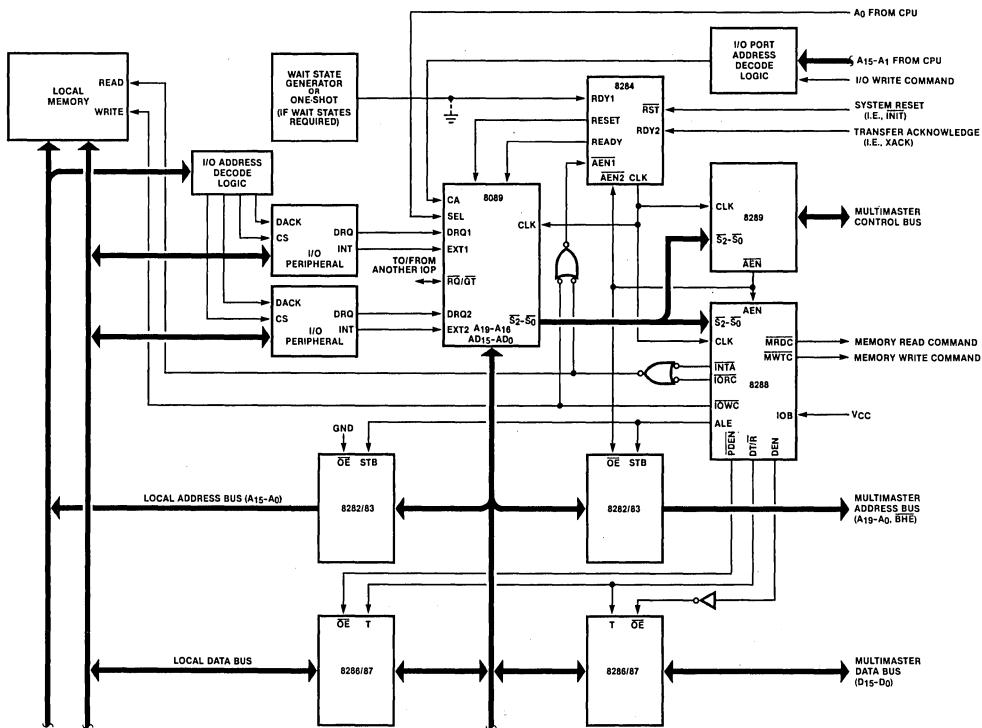 A0 FROM CPU
LOCAL
MEMORY
READ
WRITE
WAIT STATE
GENERATOR
OR
ONE-SHOT
(IF WAIT STATES
REQUIRED)
I/O PORT
ADDRESS
DECODE
LOGIC
A15-A1 FROM CPU
I/O WRITE COMMAND
8284
RDY1
RST
RESET
RDY2
READY
AEN1
AEN2 CLK
SYSTEM RESET
(I.E., INIT)
TRANSFER ACKNOWLEDGE
(I.E., XACK)
I/O ADDRESS
DECODE
LOGIC
DACK
CS
DRQ
INT
I/O
PERIPHERAL
DACK
CS
DRQ
INT
I/O
PERIPHERAL
TO/FROM
ANOTHER IOP
8089
CA
SEL
CLK
DRQ1
EXT1
RQ/GT
DRQ2
EXT2
S2-S0
A19-A16
AD15-AD0
CLK
8289
S2-S0
AEN
MULTIMASTER
CONTROL BUS
AEN
S2-S0
CLK
MRDC
MWTC
INTA
IORC
8288
IOWC
IOB
ALE
PDEN
DT/R
DEN
MEMORY READ COMMAND
MEMORY WRITE COMMAND
VCC
GND
OE STB
8282/83
LOCAL ADDRESS BUS (A15-A0)
OE STB
8282/83
MULTIMASTER
ADDRESS BUS
(A19-A0, BHE)
OE T
8286/87
LOCAL DATA BUS
T OE
8286/87
MULTIMASTER
DATA BUS
(D15-D0)